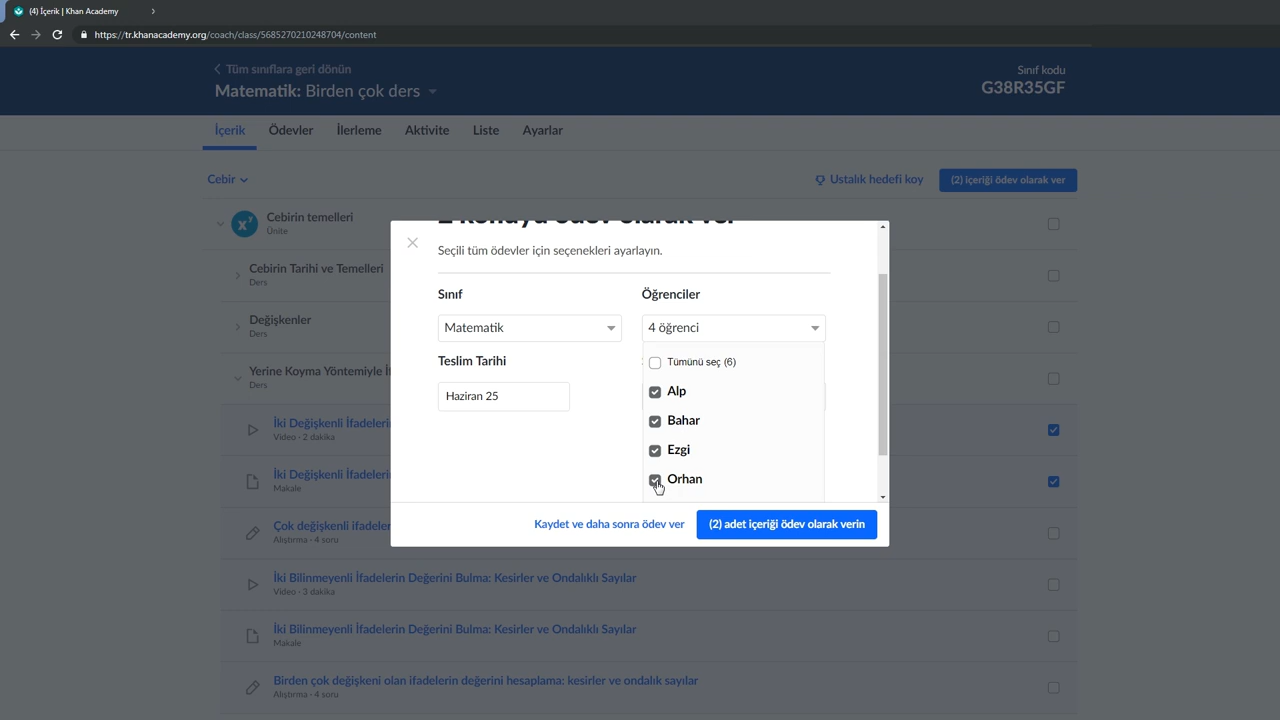 (4) İçerik | Khan Academy
https://tr.khanacademy.org/coach/class/5685270210248704/content
Tüm sınıflara geri dönün
Matematik: Birden çok ders
Sınıf kodu
G38R35GF
İçerik Ödevler İlerleme Aktivite Liste Ayarlar
Cebir
Ustalık hedefi koy
(2) içeriği ödev olarak ver
Cebirin temelleri
Ünite
Cebirin Tarihi ve Temelleri
Ders
Değişkenler
Ders
Yerine Koyma Yöntemiyle
Ders
İki Değişkenli
Video · 2 dakika
İki Değişkenli
Makale
Çok değişkenli
Alıştırma · 4 soru
İki Bilinmeyenli İfadelerin Değerini Bulma: Kesirler ve Ondalıklı Sayılar
Video · 3 dakika
İki Bilinmeyenli İfadelerin Değerini Bulma: Kesirler ve Ondalıklı Sayılar
Makale
Birden çok değişkeni olan ifadelerin değerini hesaplama: kesirler ve ondalık sayılar
Alıştırma · 4 soru
2 konuyu ödev olarak ver
Seçili tüm ödevler için seçenekleri ayarlayın.
Sınıf
Matematik
Öğrenciler
4 öğrenci
Teslim Tarihi
Haziran 25
Tümünü seç (6)
Alp
Bahar
Ezgi
Orhan
Kaydet ve daha sonra ödev ver
(2) adet içeriği ödev olarak verin